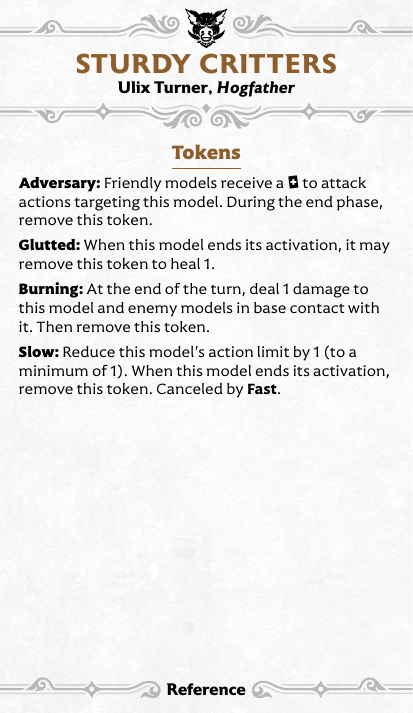 STURDY CRITTERS
Ulix Turner, Hogfather
Tokens
Adversary: Friendly models receive a + to attack
actions targeting this model. During the end phase,
remove this token.
Glutted: When this model ends its activation, it may
remove this token to heal 1.
Burning: At the end of the turn, deal 1 damage to
this model and enemy models in base contact with
it. Then remove this token.
Slow: Reduce this model’s action limit by 1 (to a
minimum of 1). When this model ends its activation,
remove this token. Canceled by Fast.
Reference